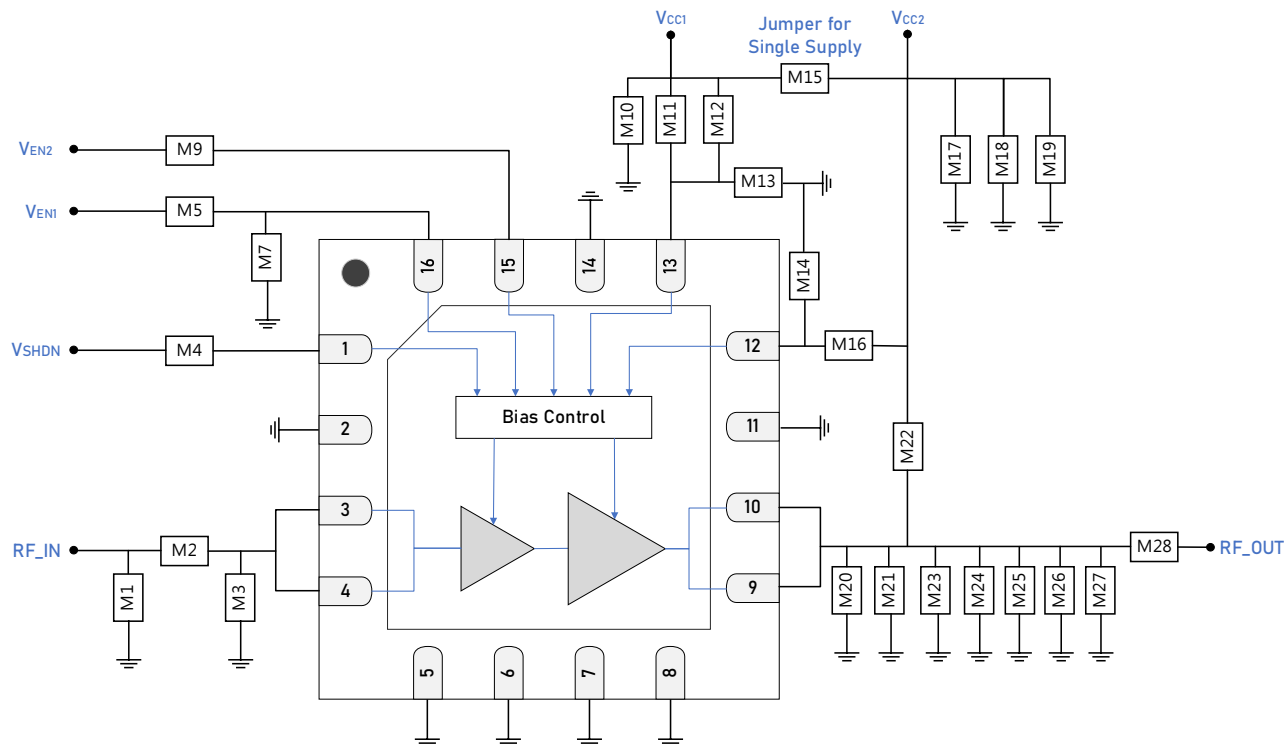 VCC1
Jumper for
Single Supply
VCC2
M15
M10
M11
M12
M17
M18
M19
VEN2
M9
M13
VEN1
M5
M7
M14
16
15
14
13
VSHDN
M4
1
12
M16
Bias Control
2
11
M22
3
10
RF_IN
M2
M28
RF_OUT
M1
M3
4
9
M20
M21
M23
M24
M25
M26
M27
5
6
7
8